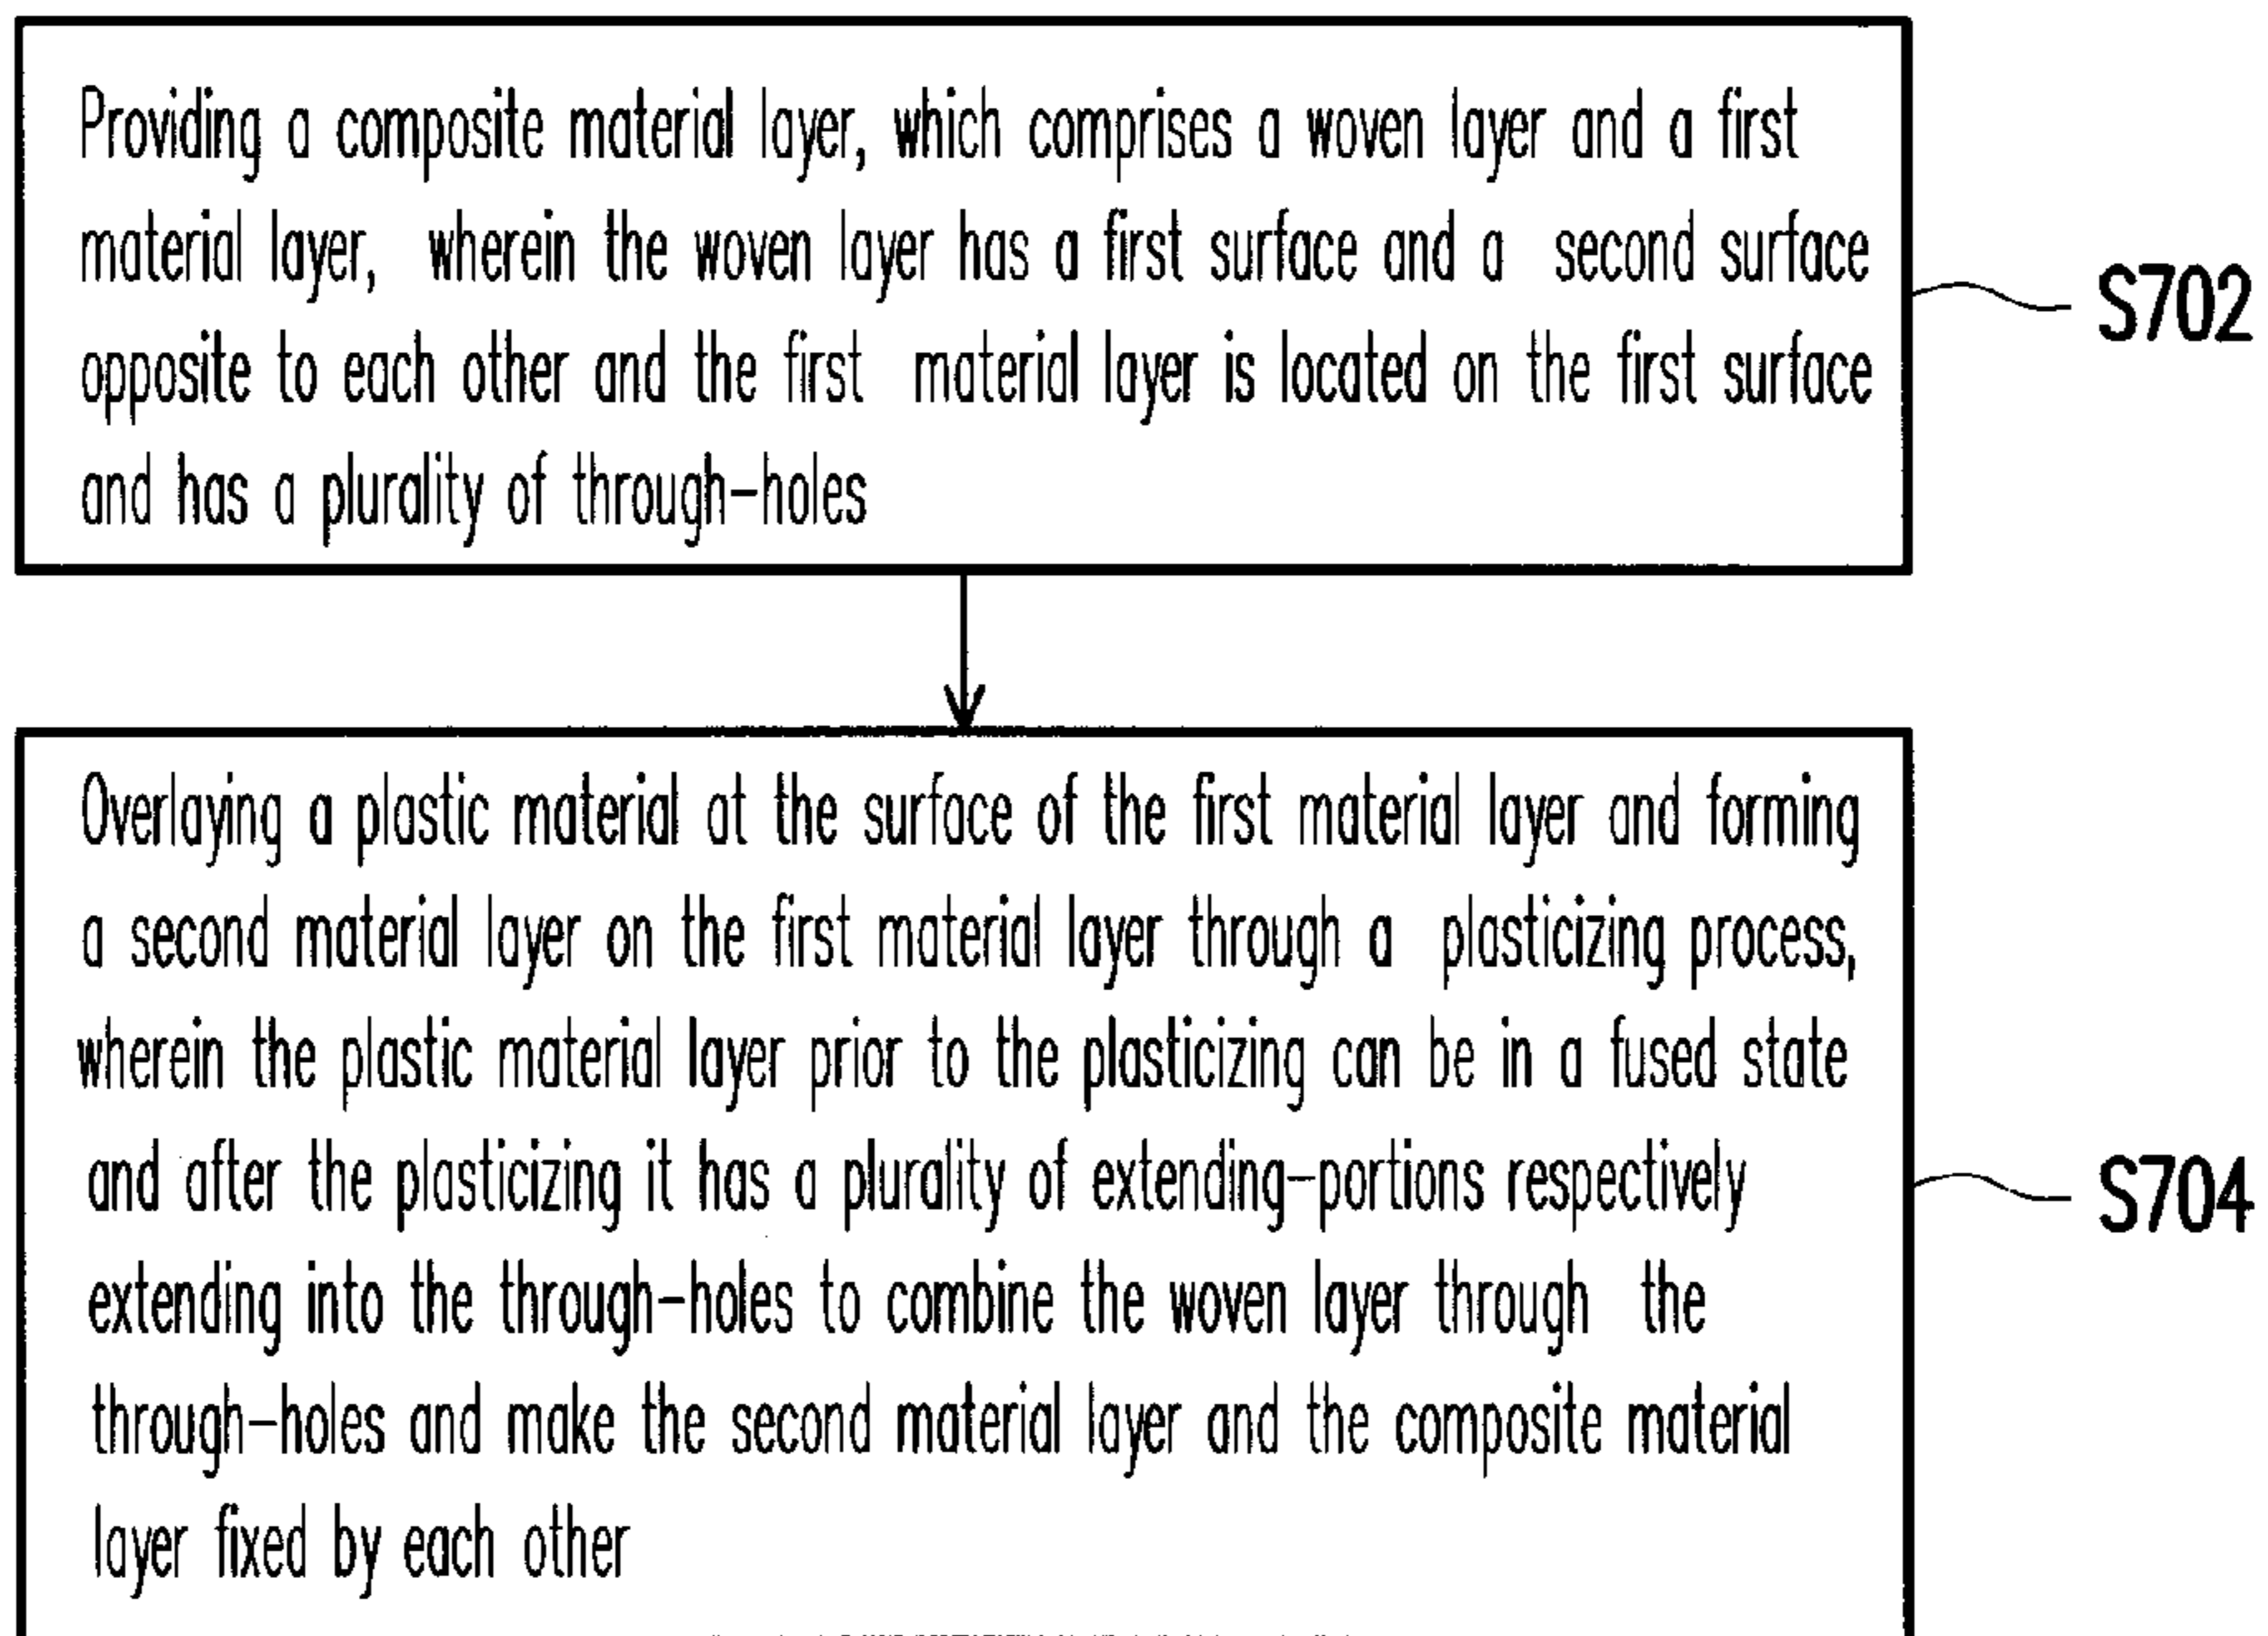 Providing a composite material layer, which comprises a woven layer and a first
material layer, wherein the woven layer has a first surface and a second surface
opposite to each other and the first material layer is located on the first surface
and has a plurality of through-holes
S702
Overlaying a plastic material at the surface of the first material layer and forming
a second material layer on the first material layer through a plasticizing process,
wherein the plastic material layer prior to the plasticizing can be in a fused state
and after the plasticizing it has a plurality of extending-portions respectively
extending into the through-holes to combine the woven layer through the
through-holes and make the second material layer and the composite material
layer fixed by each other
S704